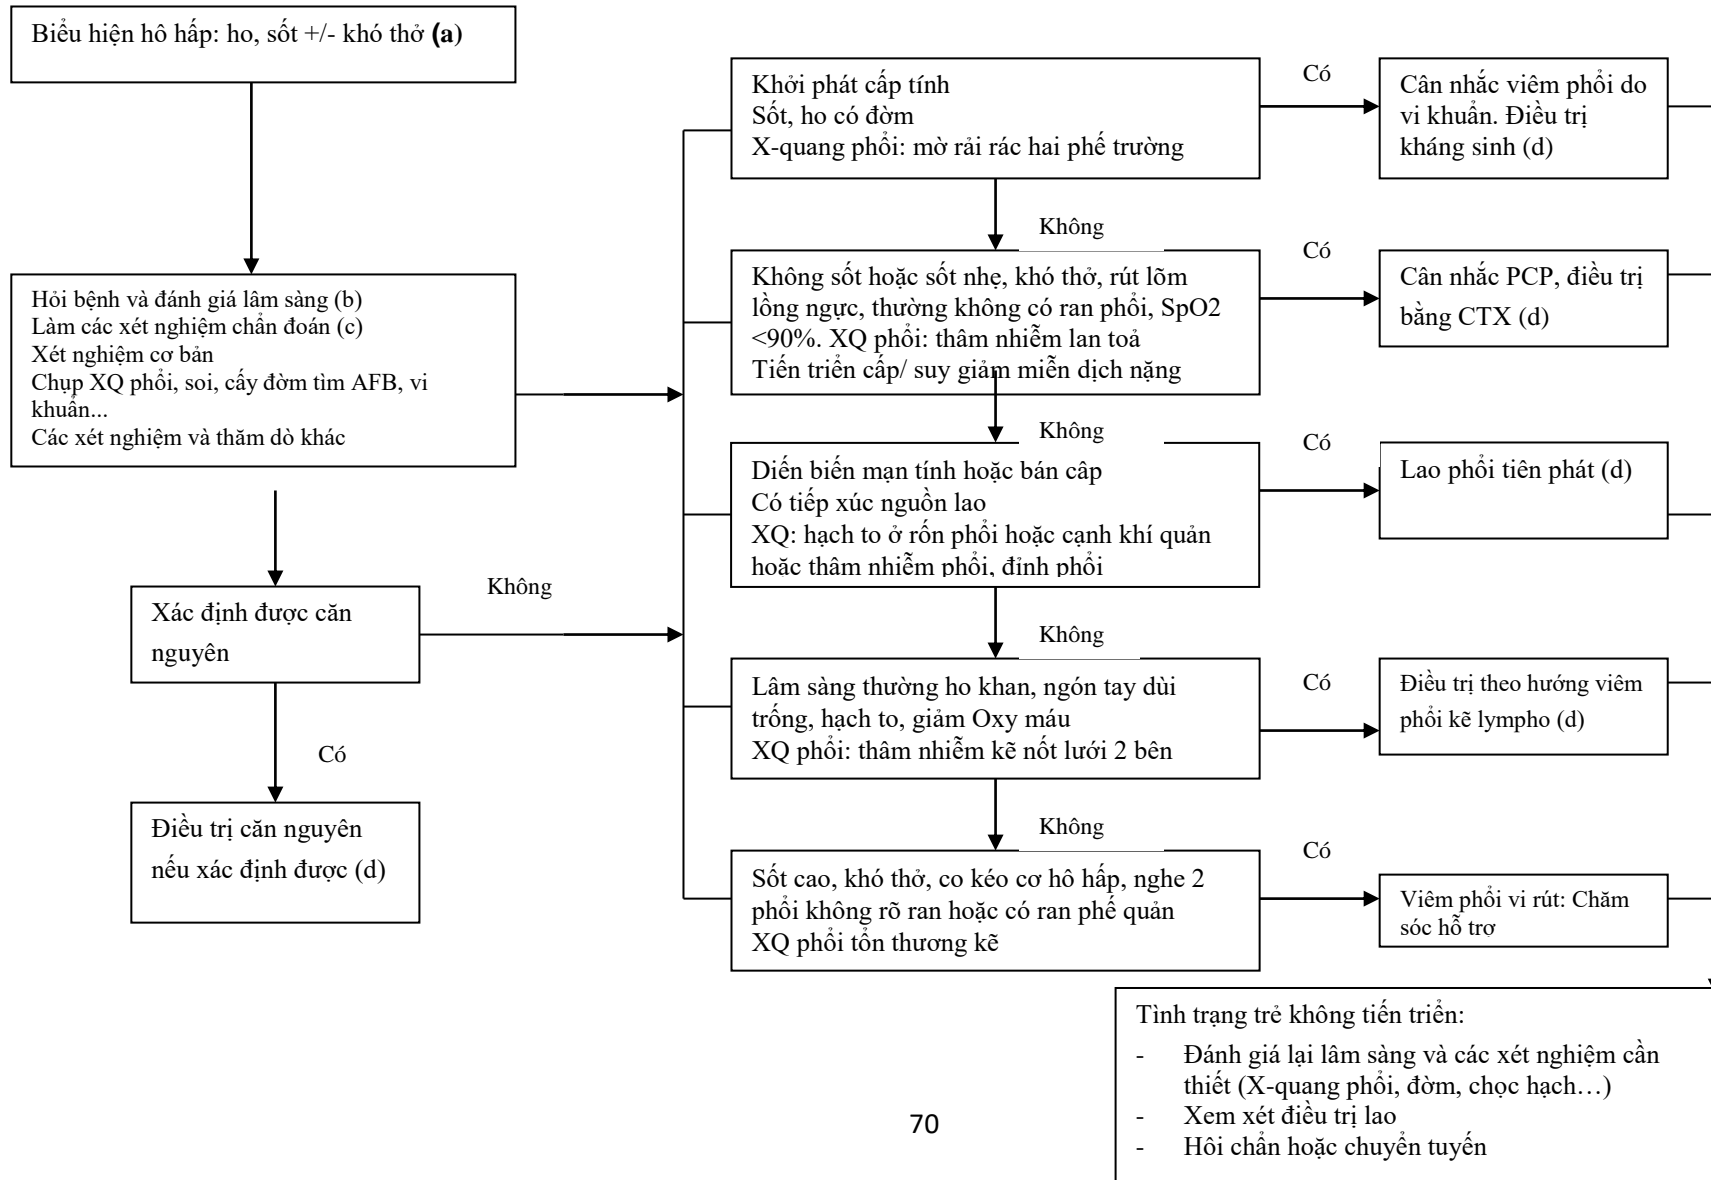 Biểu hiện hô hấp: ho, sốt +/- khó thở (a)
Hỏi bệnh và đánh giá lâm sàng (b)
Làm các xét nghiệm chẩn đoán (c)
Xét nghiệm cơ bản
Chụp XQ phổi, soi, cấy đờm tìm AFB, vi
khuẩn...
Các xét nghiệm và thăm dò khác
Xác định được căn
nguyên
Không
Có
Điều trị căn nguyên
nếu xác định được (d)
Khởi phát cấp tính
Sốt, ho có đờm
X-quang phổi: mờ rải rác hai phế trường
Có
Cân nhắc viêm phổi do
vi khuẩn. Điều trị
kháng sinh (d)
Không
Không sốt hoặc sốt nhẹ, khó thở, rút lõm
lồng ngực, thường không có ran phổi, SpO2
<90%. XQ phổi: thâm nhiễm lan toả
Tiến triển cấp/ suy giảm miễn dịch nặng
Có
Cân nhắc PCP, điều trị
bằng CTX (d)
Không
Diến biến mạn tính hoặc bán câp
Có tiếp xúc nguồn lao
XQ: hạch to ở rốn phổi hoặc cạnh khí quản
hoặc thâm nhiễm phổi, đỉnh phổi
Có
Lao phổi tiên phát (d)
Không
Lâm sàng thường ho khan, ngón tay dùi
trống, hạch to, giảm Oxy máu
XQ phổi: thâm nhiễm kẽ nốt lưới 2 bên
Có
Điều trị theo hướng viêm
phổi kẽ lympho (d)
Không
Sốt cao, khó thở, co kéo cơ hô hấp, nghe 2
phổi không rõ ran hoặc có ran phế quản
XQ phổi tổn thương kẽ
Có
Viêm phổi vi rút: Chăm
sóc hỗ trợ
Tình trạng trẻ không tiến triển:
- Đánh giá lại lâm sàng và các xét nghiệm cần
thiết (X-quang phổi, đờm, chọc hạch…)
- Xem xét điều trị lao
- Hôi chẩn hoặc chuyển tuyến
70